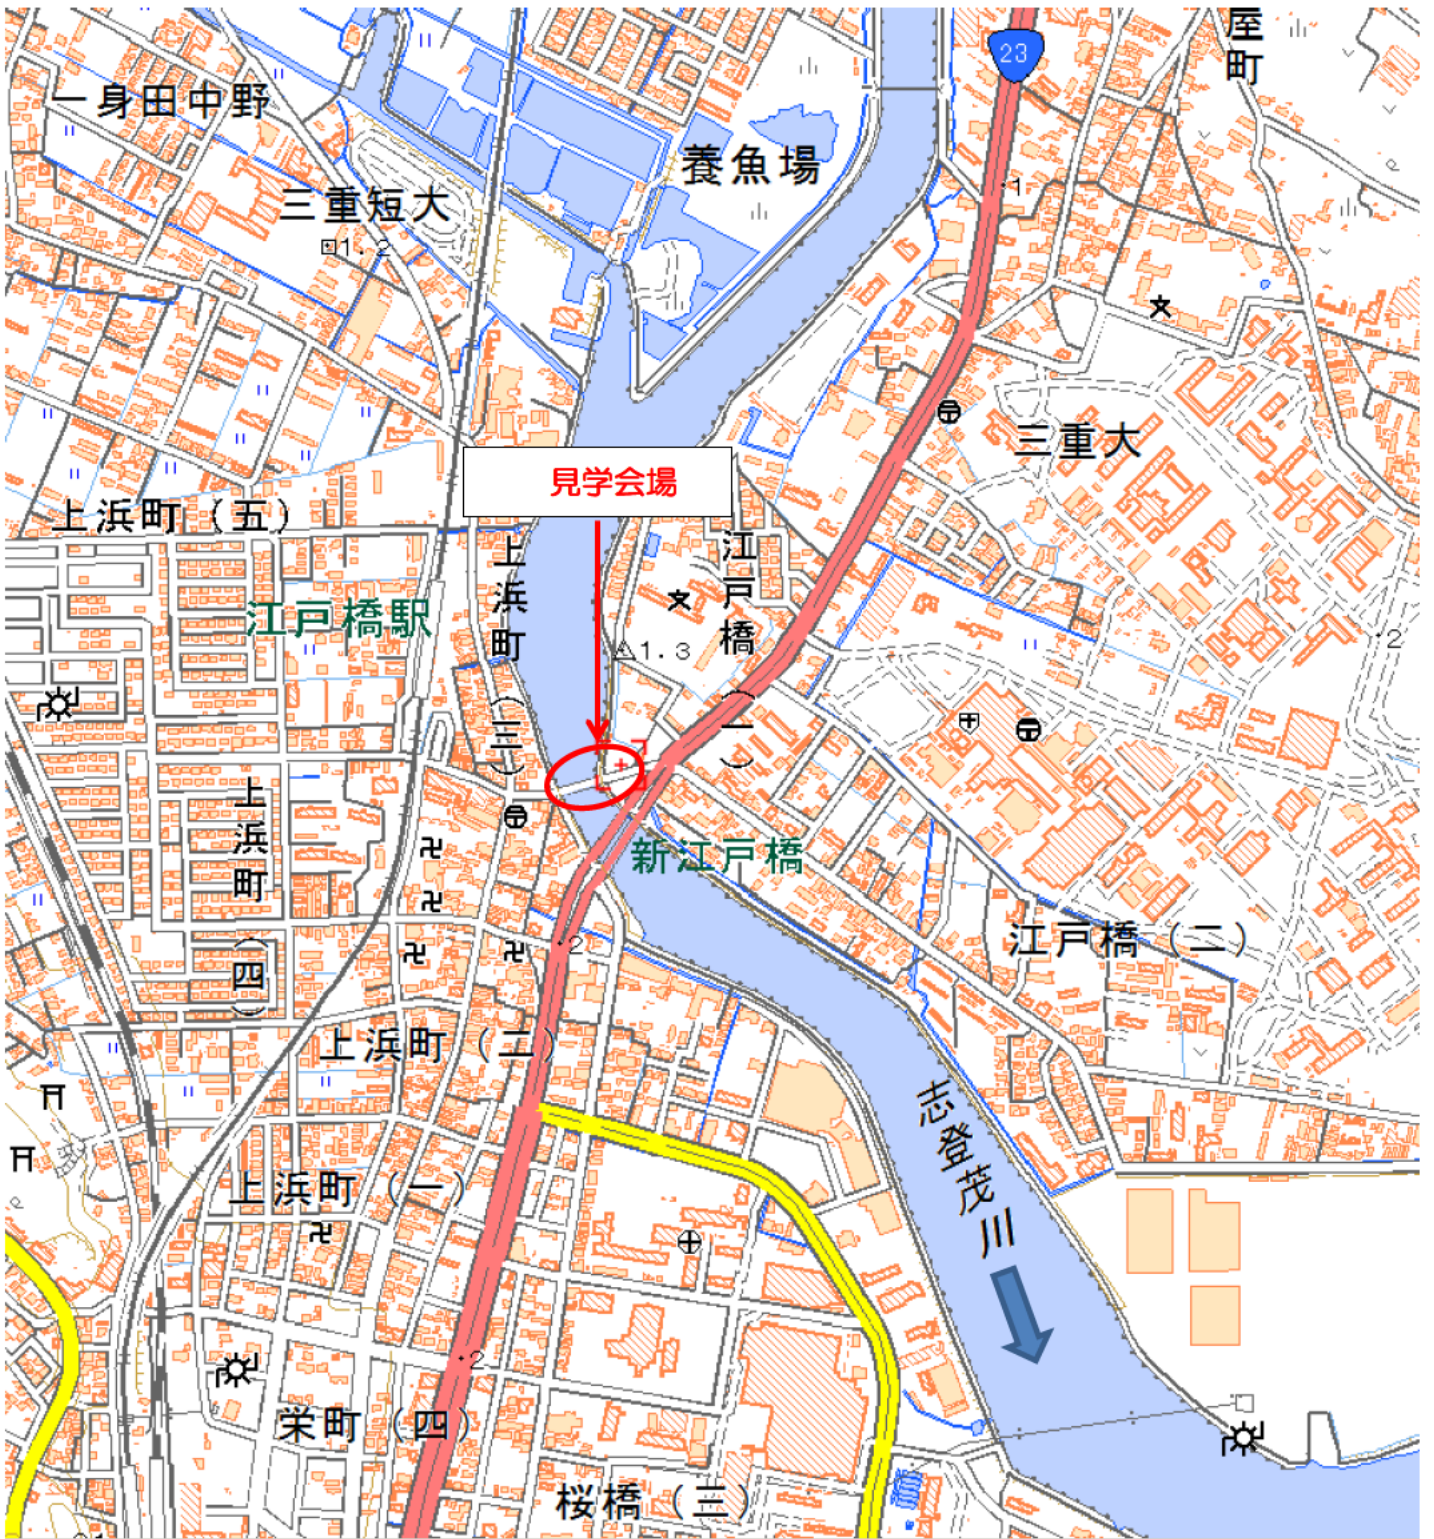 屋町
23
一身田中野
養魚場
三重短大
1
1.2
三重大
見学会場
上浜町（五）
江戸橋（一）
上浜町（三）
江戸橋駅
1.3
2
上浜町（四）
新江戸橋
江戸橋（二）
2
上浜町（二）
志登茂川
上浜町（一）
2
栄町（四）
桜橋（三）